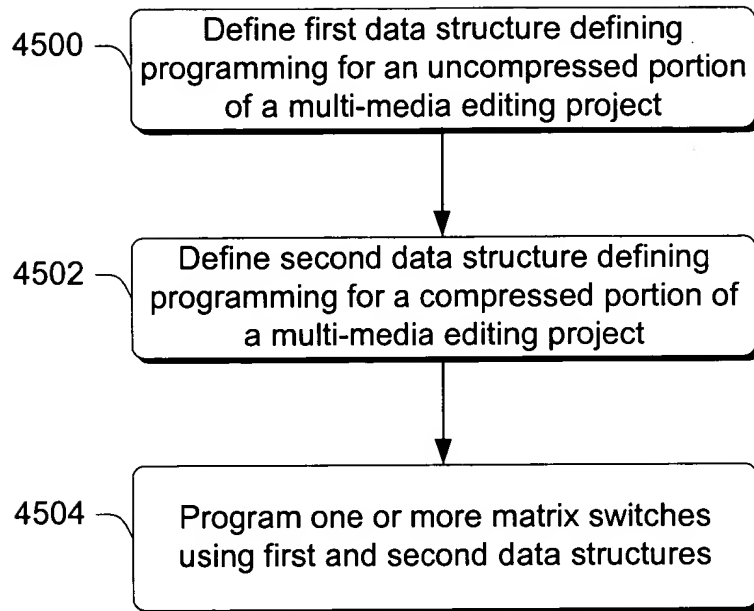 4500
Define first data structure defining
programming for an uncompressed portion
of a multi-media editing project
4502
Define second data structure defining
programming for a compressed portion of
a multi-media editing project
4504
Program one or more matrix switches
using first and second data structures